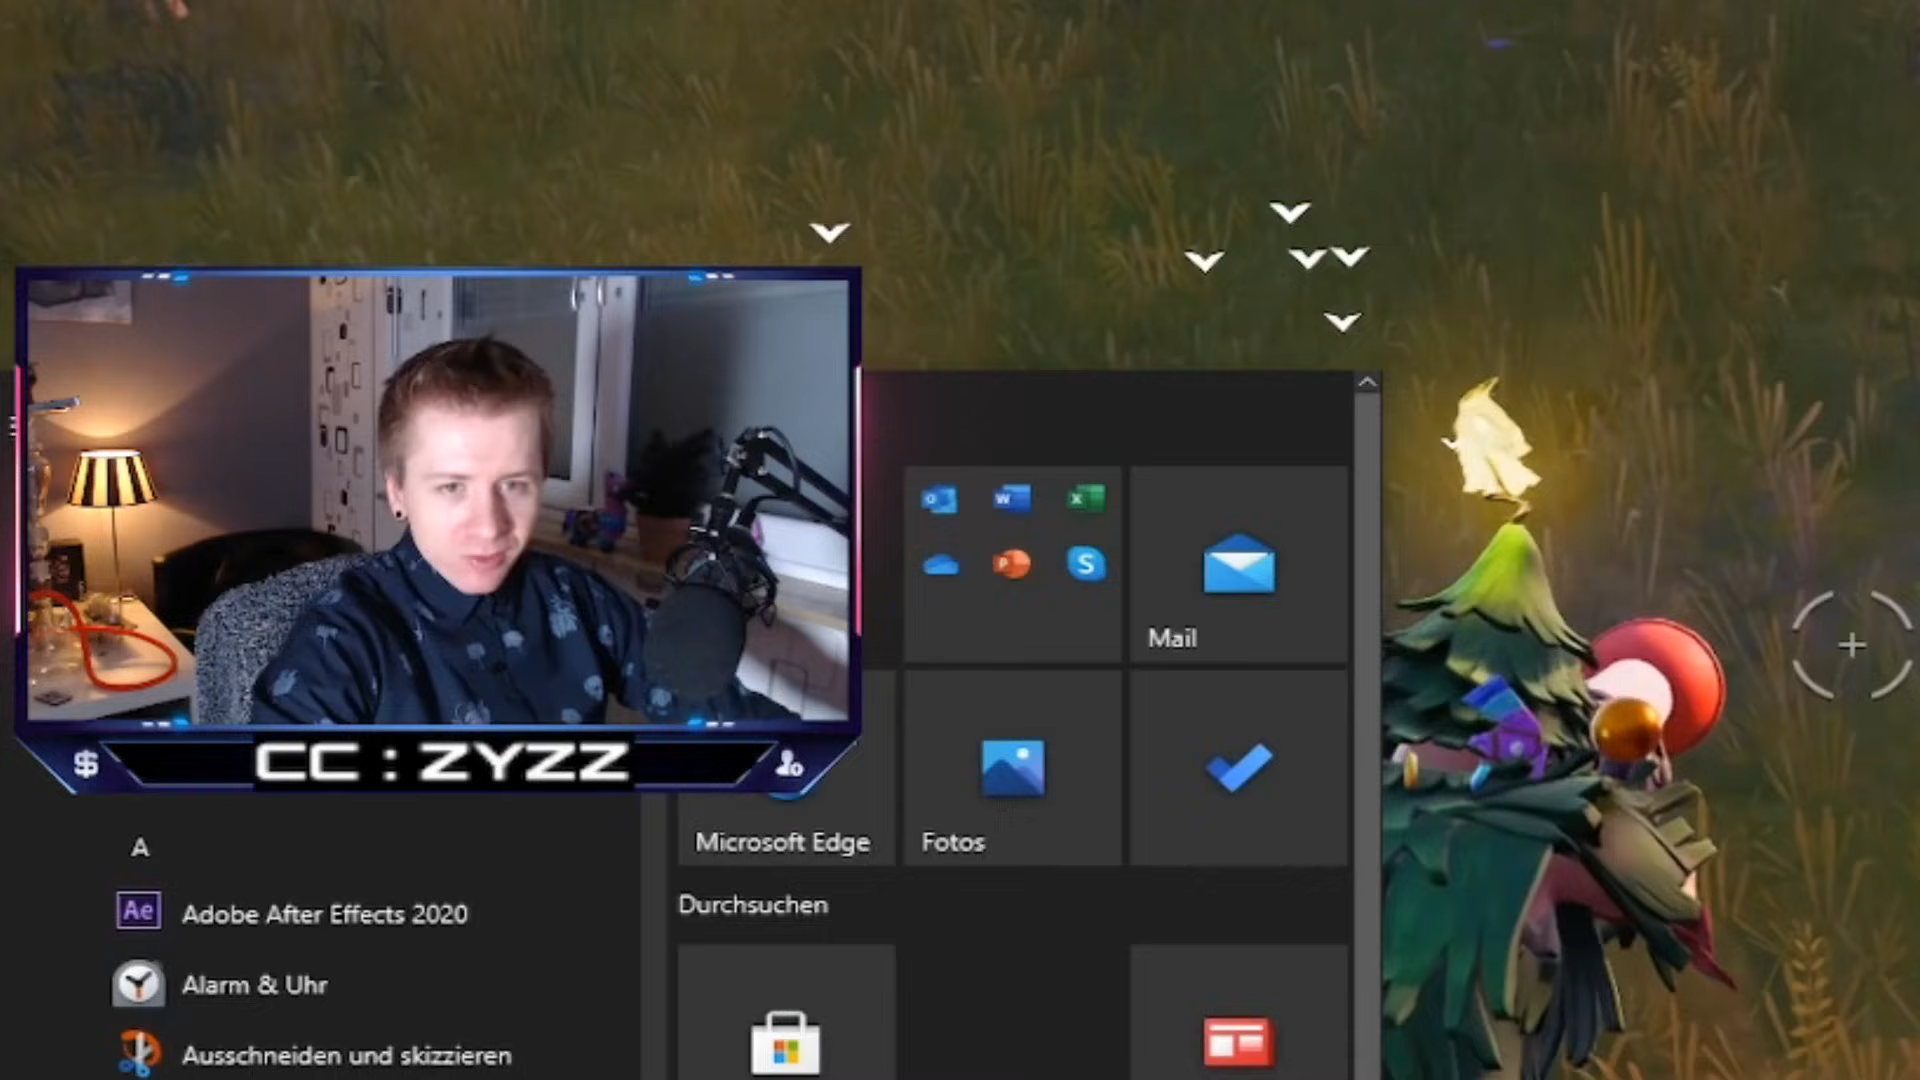 CC : ZYZZ
O
W
X
P
S
Mail
Microsoft Edge
Fotos
Durchsuchen
A
Ae
Adobe After Effects 2020
Alarm & Uhr
Ausschneiden und skizzieren